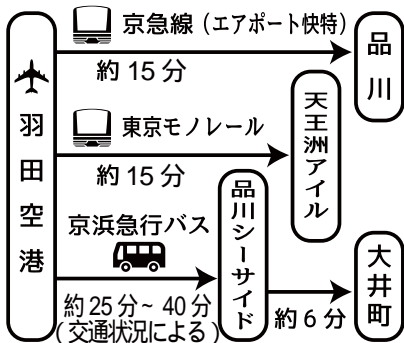 羽田空港
京急線（エアポート快特）
約15分
品川
東京モノレール
約15分
天王洲アイル
京浜急行バス
約25分~40分
(交通状況による)
品川シーサイド
約6分
大井町